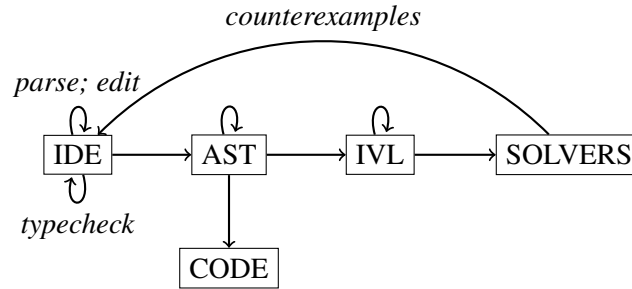 counterexamples
parse; edit
IDE
AST
IVL
SOLVERS
typecheck
CODE